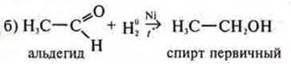 б) H₃C—C(=O)H + H₂⁰ —Ni/t°→ H₃C—CH₂OH
альдегид спирт первичный